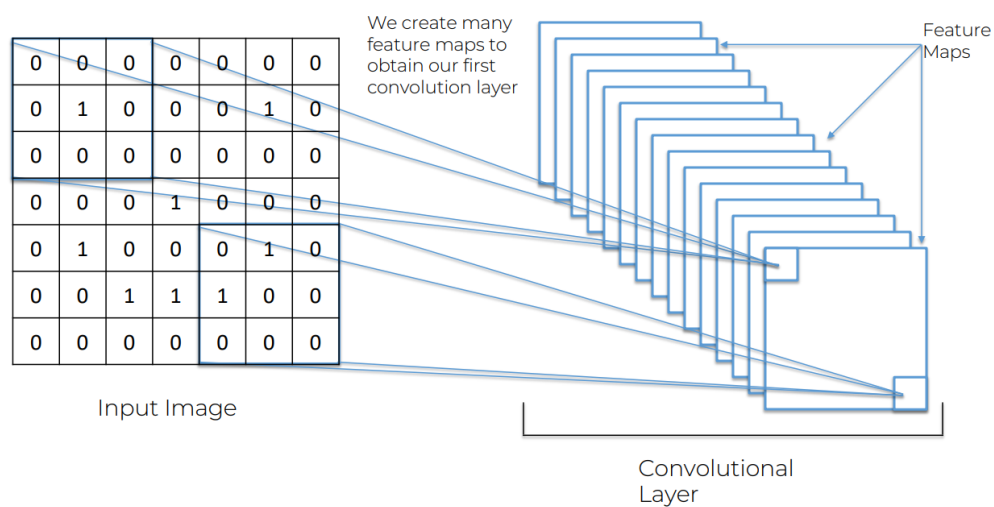 We create many
feature maps to
obtain our first
convolution layer
Feature
Maps
0 0 0 0 0 0 0
0 1 0 0 0 1 0
0 0 0 0 0 0 0
0 0 0 1 0 0 0
0 1 0 0 0 1 0
0 0 1 1 1 0 0
0 0 0 0 0 0 0
Input Image
Convolutional
Layer